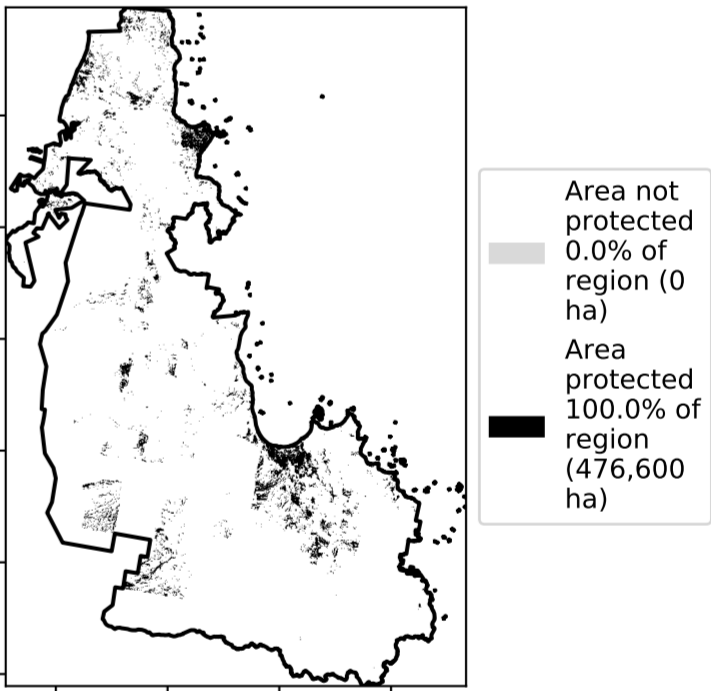 Area not
protected
0.0% of
region (0
ha)
Area
protected
100.0% of
region
(476,600
ha)